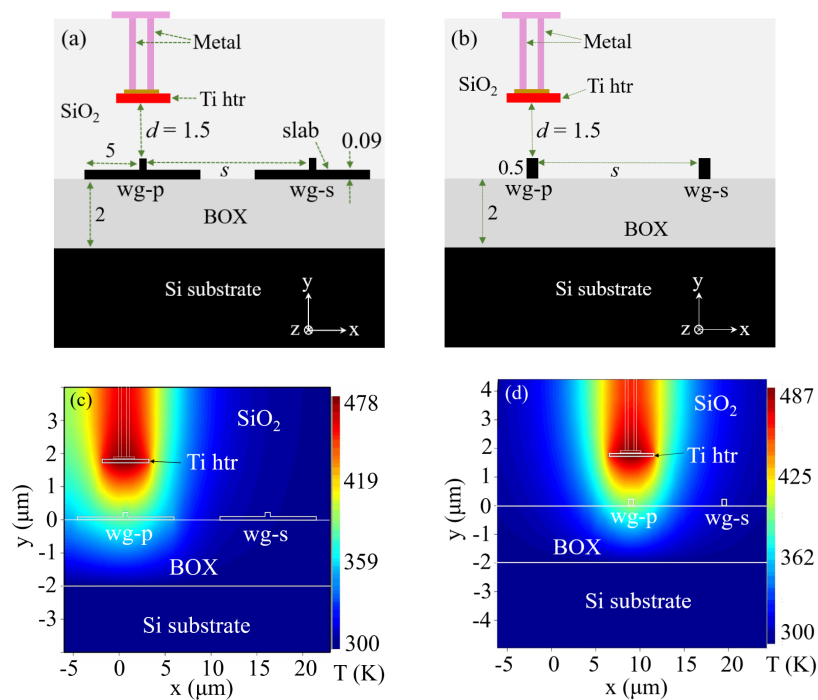 (a)
Metal
Ti htr
SiO2
d = 1.5
slab
0.09
5
s
wg-p
wg-s
2
BOX
Si substrate
y
z
x
(b)
Metal
Ti htr
SiO2
d = 1.5
0.5
s
wg-p
wg-s
2
BOX
Si substrate
y
z
x
(c)
SiO2
Ti htr
wg-p
wg-s
BOX
Si substrate
3
2
1
0
-1
-2
-3
y (μm)
-5 0 5 10 15 20
x (μm)
478
419
359
300
T (K)
(d)
SiO2
Ti htr
wg-p
wg-s
BOX
Si substrate
4
3
2
1
0
-1
-2
-3
-4
y (μm)
-5 0 5 10 15 20
x (μm)
487
425
362
300
T (K)